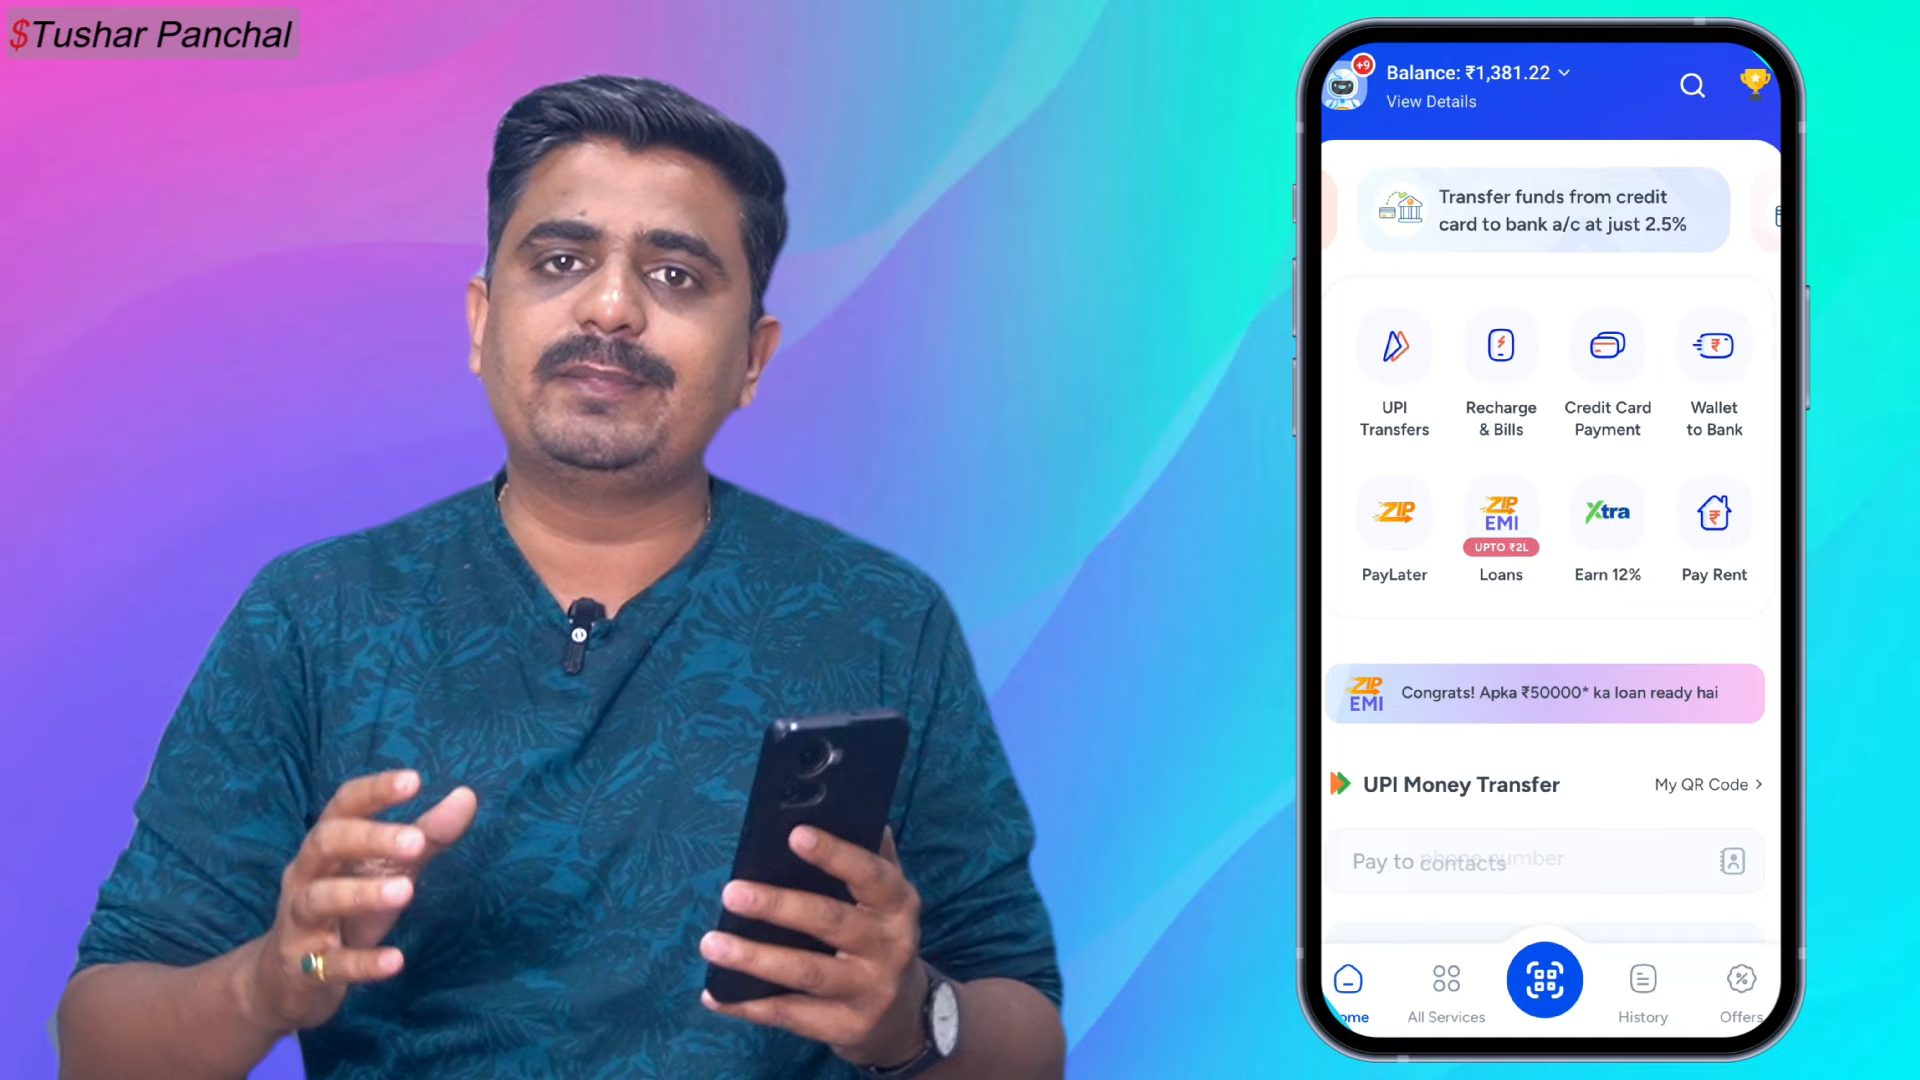 $Tushar Panchal
+9
Balance: ₹1,381.22
View Details
Transfer funds from credit
card to bank a/c at just 2.5%
UPI
Transfers
Recharge
& Bills
Credit Card
Payment
Wallet
to Bank
ZIP
PayLater
ZIP
EMI
UPTO ₹2L
Loans
Xtra
Earn 12%
₹
Pay Rent
ZIP
EMI
Congrats! Apka ₹50000* ka loan ready hai
UPI Money Transfer
My QR Code >
Pay to contacts
phone number
ome
All Services
History
Offers